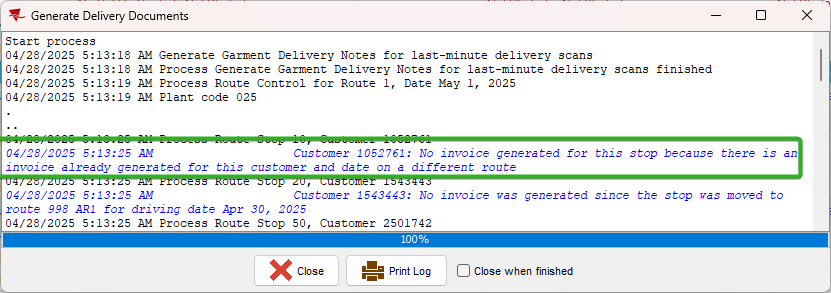 Generate Delivery Documents
Start process
04/28/2025 5:13:18 AM Generate Garment Delivery Notes for last-minute delivery scans
04/28/2025 5:13:18 AM Process Generate Garment Delivery Notes for last-minute delivery scans finished
04/28/2025 5:13:19 AM Process Route Control for Route 1, Date May 1, 2025
04/28/2025 5:13:19 AM Plant code 025
.
..
04/28/2025 5:13:25 AM Process Route Stop 10, Customer 1052761
04/28/2025 5:13:25 AM Customer 1052761: No invoice generated for this stop because there is an
invoice already generated for this customer and date on a different route
04/28/2025 5:13:25 AM Process Route Stop 20, Customer 1543443
04/28/2025 5:13:25 AM Customer 1543443: No invoice was generated since the stop was moved to
route 998 AR1 for driving date Apr 30, 2025
04/28/2025 5:13:25 AM Process Route Stop 50, Customer 2501742
100%
Close
Print Log
Close when finished